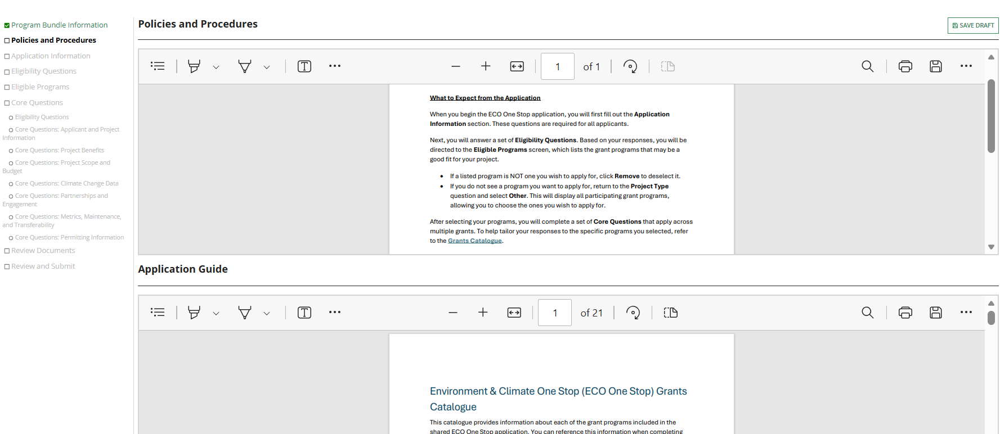 Program Bundle Information
Policies and Procedures
Application Information
Eligibility Questions
Eligible Programs
Core Questions
Eligibility Questions
Core Questions: Applicant and Project
Information
Core Questions: Project Benefits
Core Questions: Project Scope and
Budget
Core Questions: Climate Change Data
Core Questions: Partnerships and
Engagement
Core Questions: Metrics, Maintenance,
and Transferability
Core Questions: Permitting Information
Review Documents
Review and Submit
Policies and Procedures
SAVE DRAFT
1 of 1
What to Expect from the Application
When you begin the ECO One Stop application, you will first fill out the Application
Information section. These questions are required for all applicants.
Next, you will answer a set of Eligibility Questions. Based on your responses, you will be
directed to the Eligible Programs screen, which lists the grant programs that may be a
good fit for your project.
• If a listed program is NOT one you wish to apply for, click Remove to deselect it.
• If you do not see a program you want to apply for, return to the Project Type
question and select Other. This will display all participating grant programs,
allowing you to choose the ones you wish to apply for.
After selecting your programs, you will complete a set of Core Questions that apply across
multiple grants. To help tailor your responses to the specific programs you selected, refer
to the Grants Catalogue.
Application Guide
1 of 21
Environment & Climate One Stop (ECO One Stop) Grants
Catalogue
This catalogue provides information about each of the grant programs included in the
shared ECO One Stop application. You can reference this information when completing